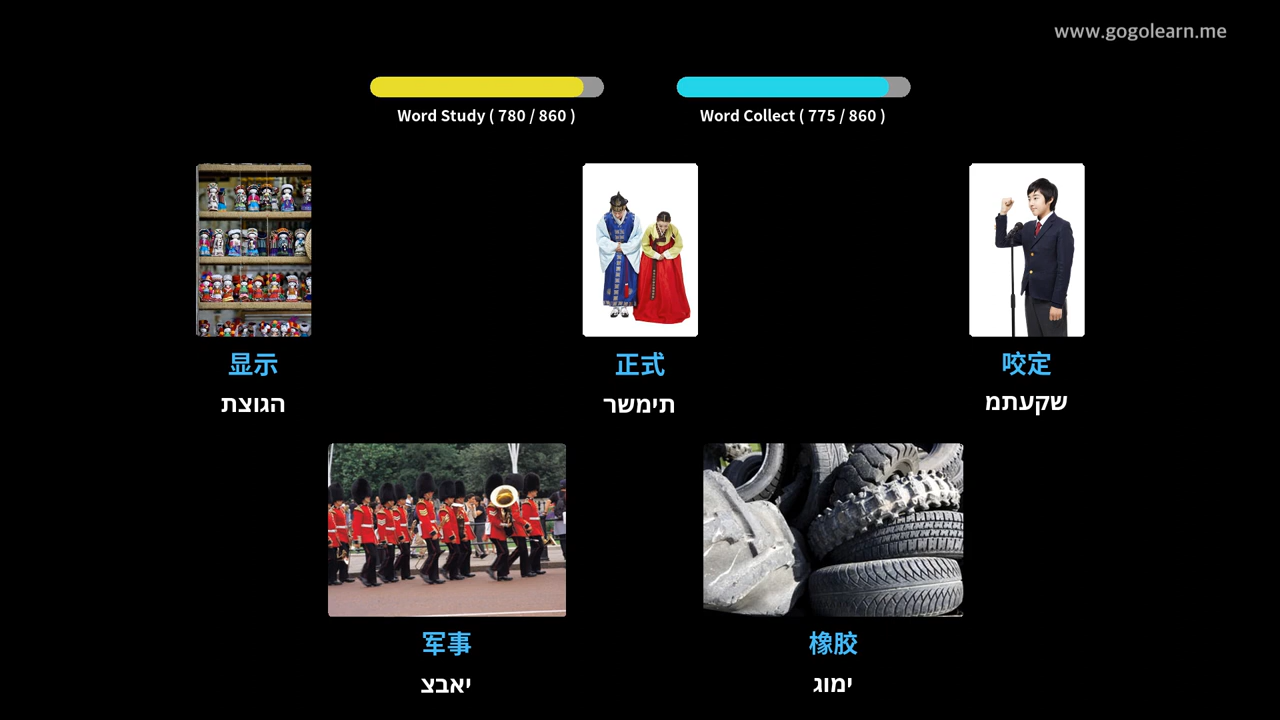 www.gogolearn.me
Word Study ( 780 / 860 )
Word Collect ( 775 / 860 )
显示
正式
咬定
הגוצת
תימשר
שקעתמ
军事
橡胶
יאבצ
ימוג